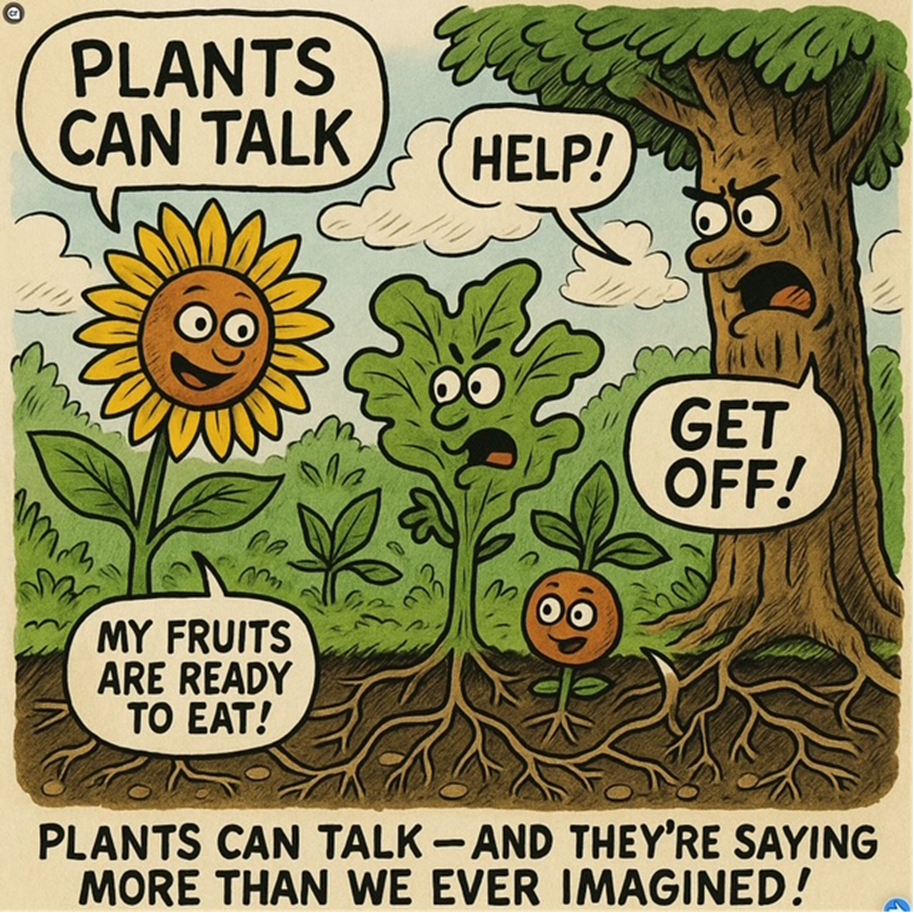 PLANTS
CAN TALK
HELP!
GET
OFF!
MY FRUITS
ARE READY
TO EAT!
PLANTS CAN TALK—AND THEY'RE SAYING
MORE THAN WE EVER IMAGINED!